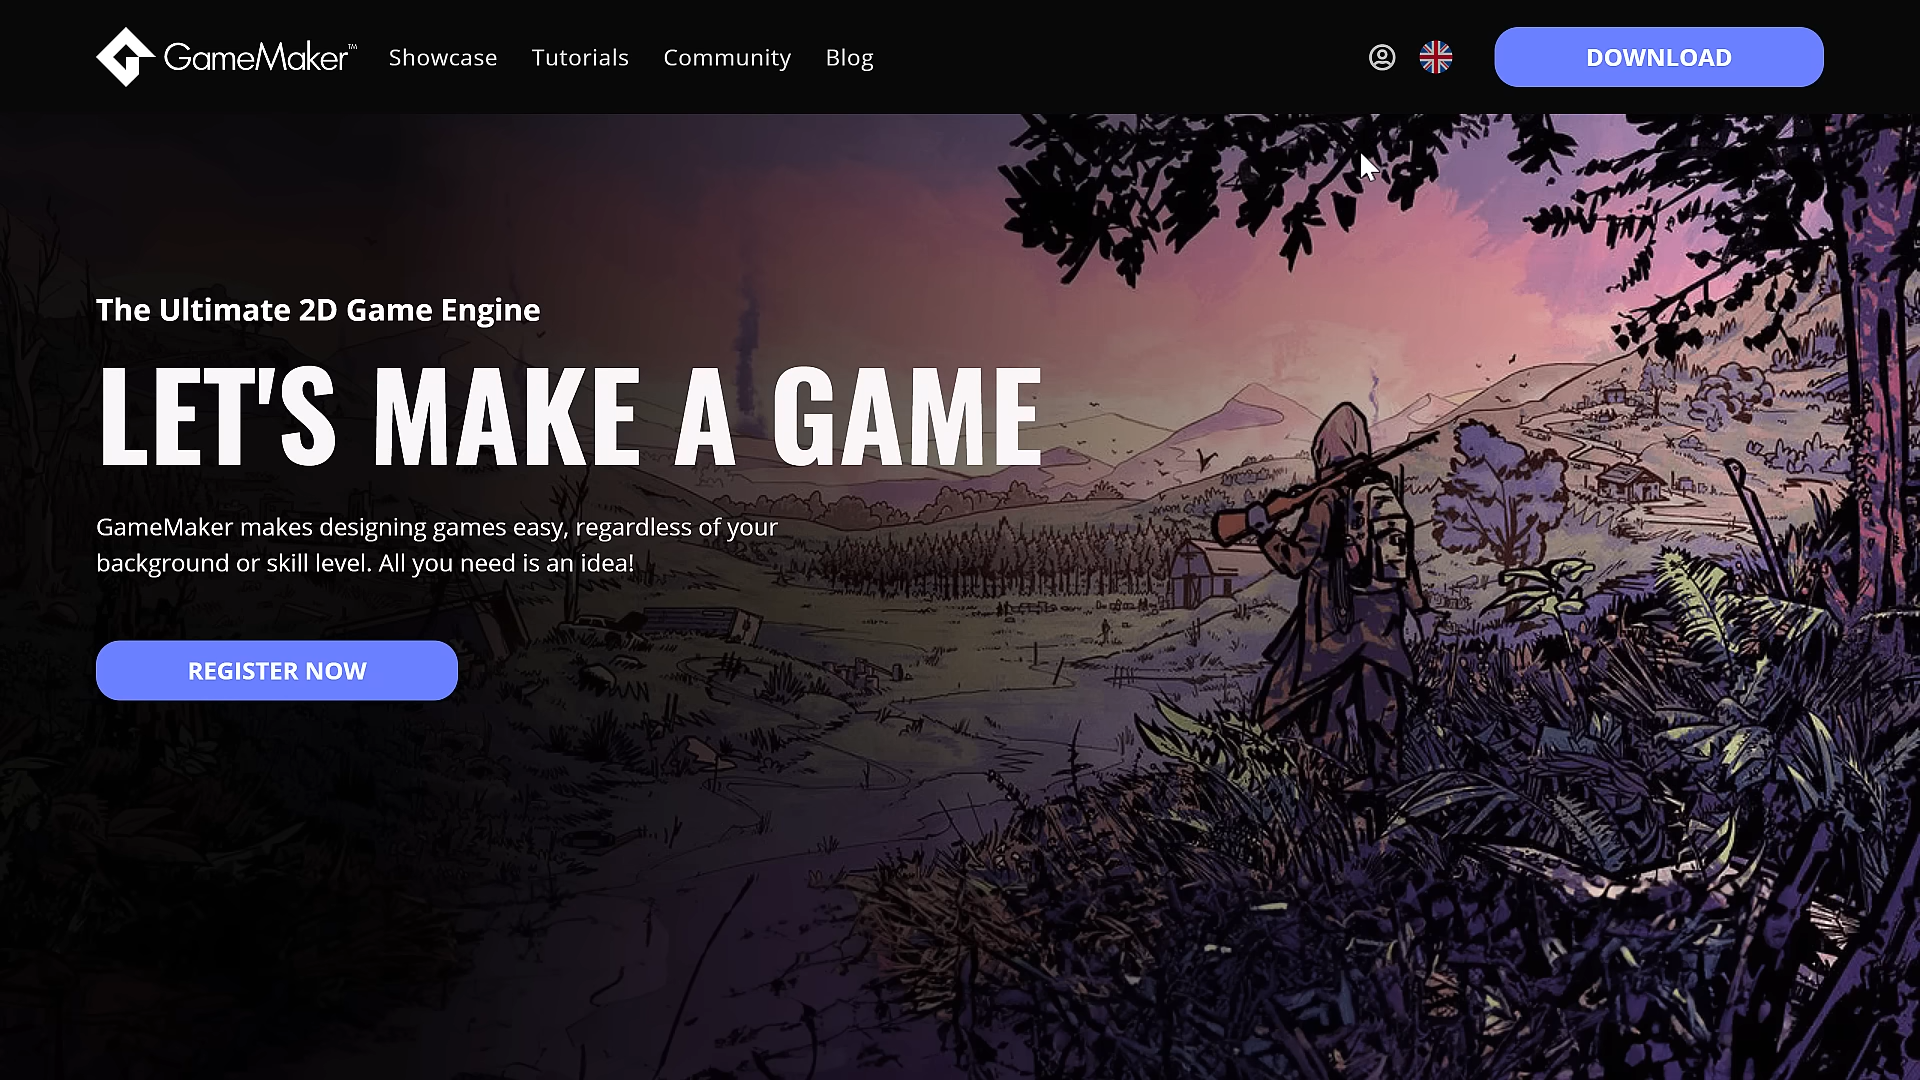 GameMaker™ Showcase Tutorials Community Blog DOWNLOAD
The Ultimate 2D Game Engine
LET'S MAKE A GAME
GameMaker makes designing games easy, regardless of your
background or skill level. All you need is an idea!
REGISTER NOW